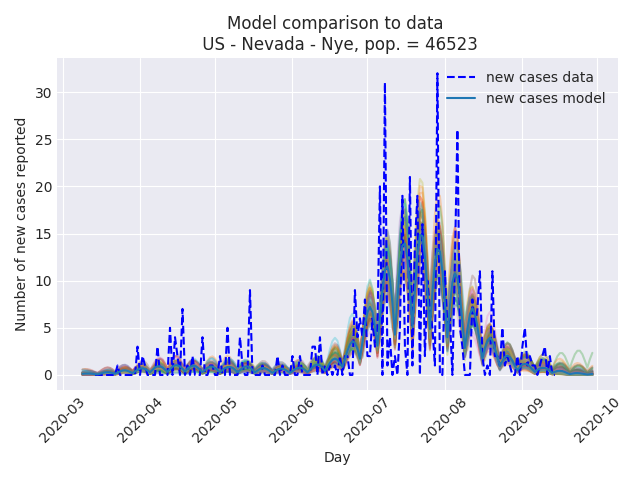 Model comparison to data
US - Nevada - Nye, pop. = 46523
new cases data
new cases model
Number of new cases reported
30
25
20
15
10
5
0
2020-03
2020-04
2020-05
2020-06
2020-07
2020-08
2020-09
2020-10
Day